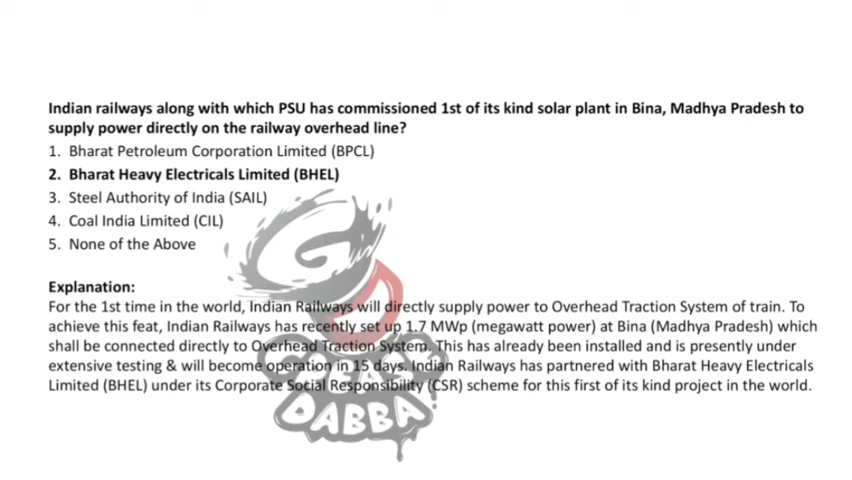 Indian railways along with which PSU has commissioned 1st of its kind solar plant in Bina, Madhya Pradesh to
supply power directly on the railway overhead line?
1. Bharat Petroleum Corporation Limited (BPCL)
2. Bharat Heavy Electricals Limited (BHEL)
3. Steel Authority of India (SAIL)
4. Coal India Limited (CIL)
5. None of the Above
Explanation:
For the 1st time in the world, Indian Railways will directly supply power to Overhead Traction System of train. To
achieve this feat, Indian Railways has recently set up 1.7 MWp (megawatt power) at Bina (Madhya Pradesh) which
shall be connected directly to Overhead Traction System. This has already been installed and is presently under
extensive testing & will become operation in 15 days. Indian Railways has partnered with Bharat Heavy Electricals
Limited (BHEL) under its Corporate Social Responsibility (CSR) scheme for this first of its kind project in the world.
DABBA